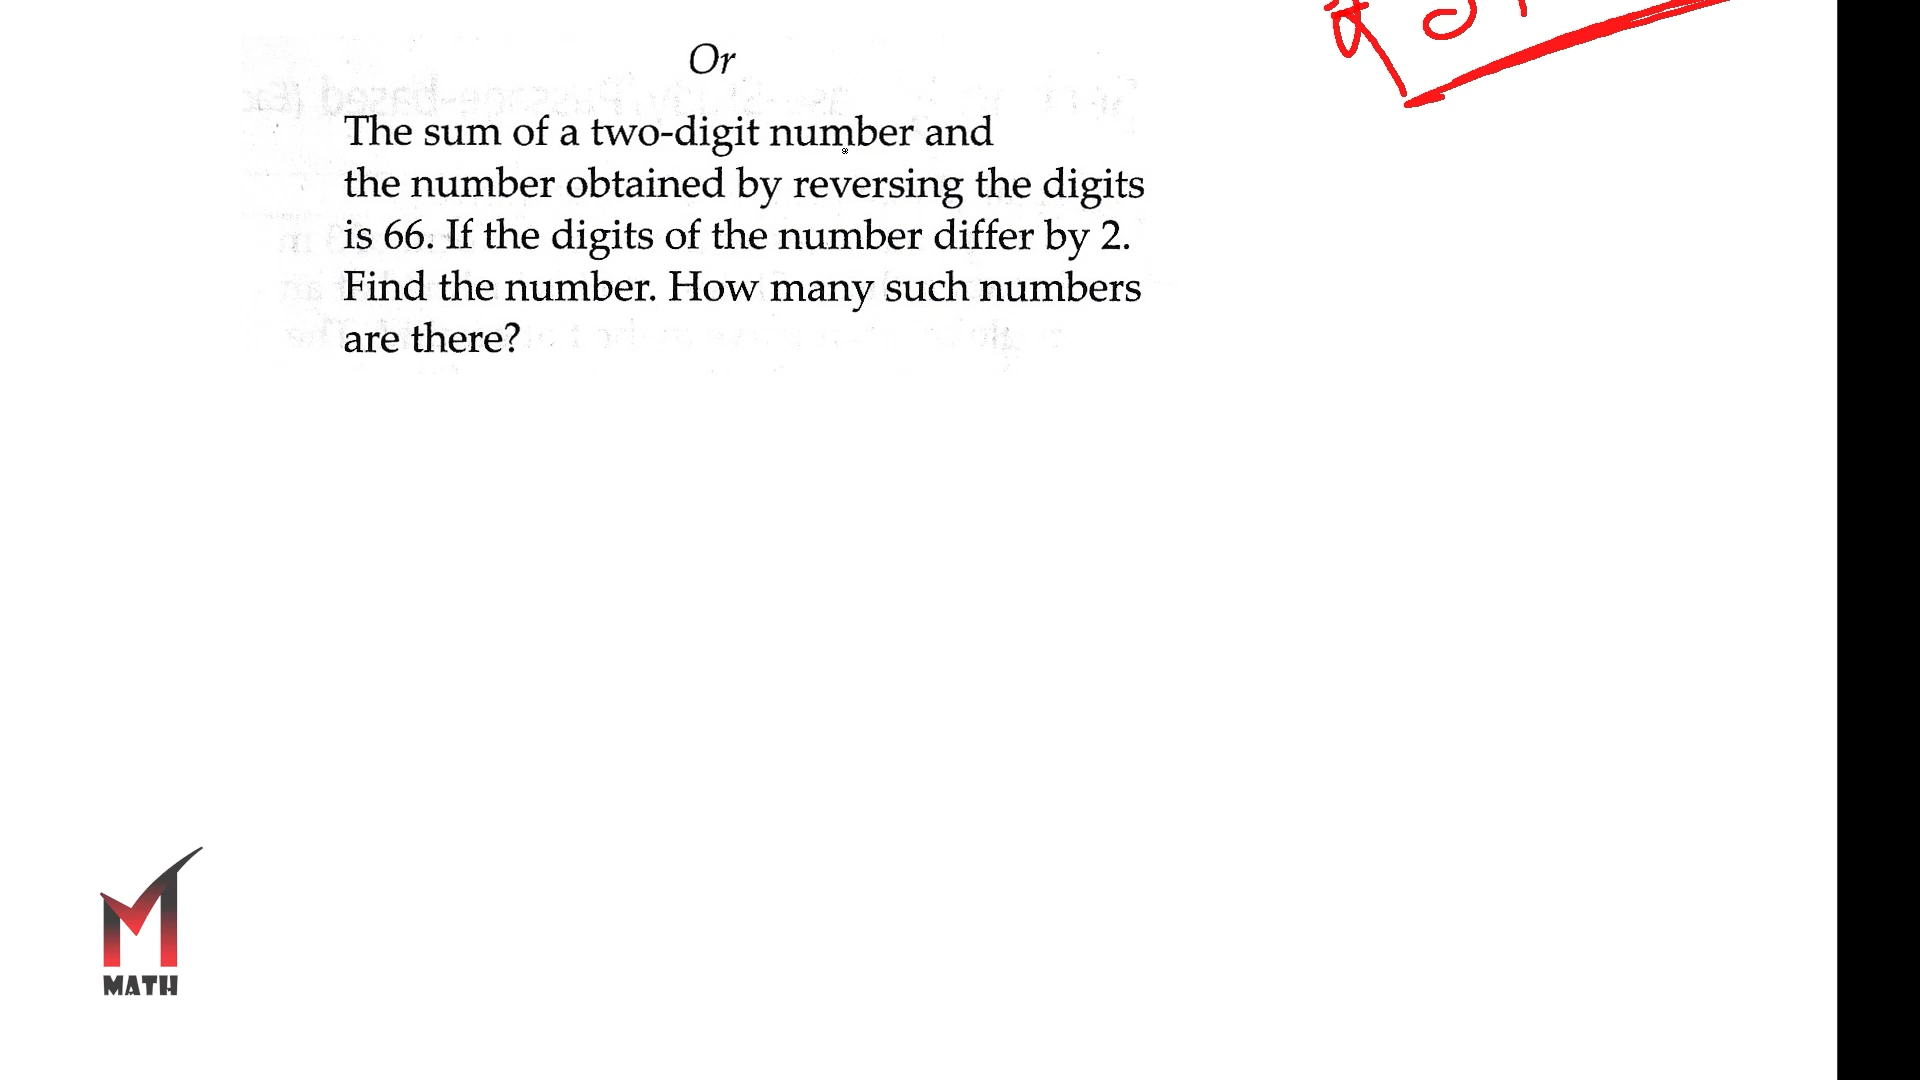 Or
The sum of a two-digit number and
the number obtained by reversing the digits
is 66. If the digits of the number differ by 2.
Find the number. How many such numbers
are there?
MATH